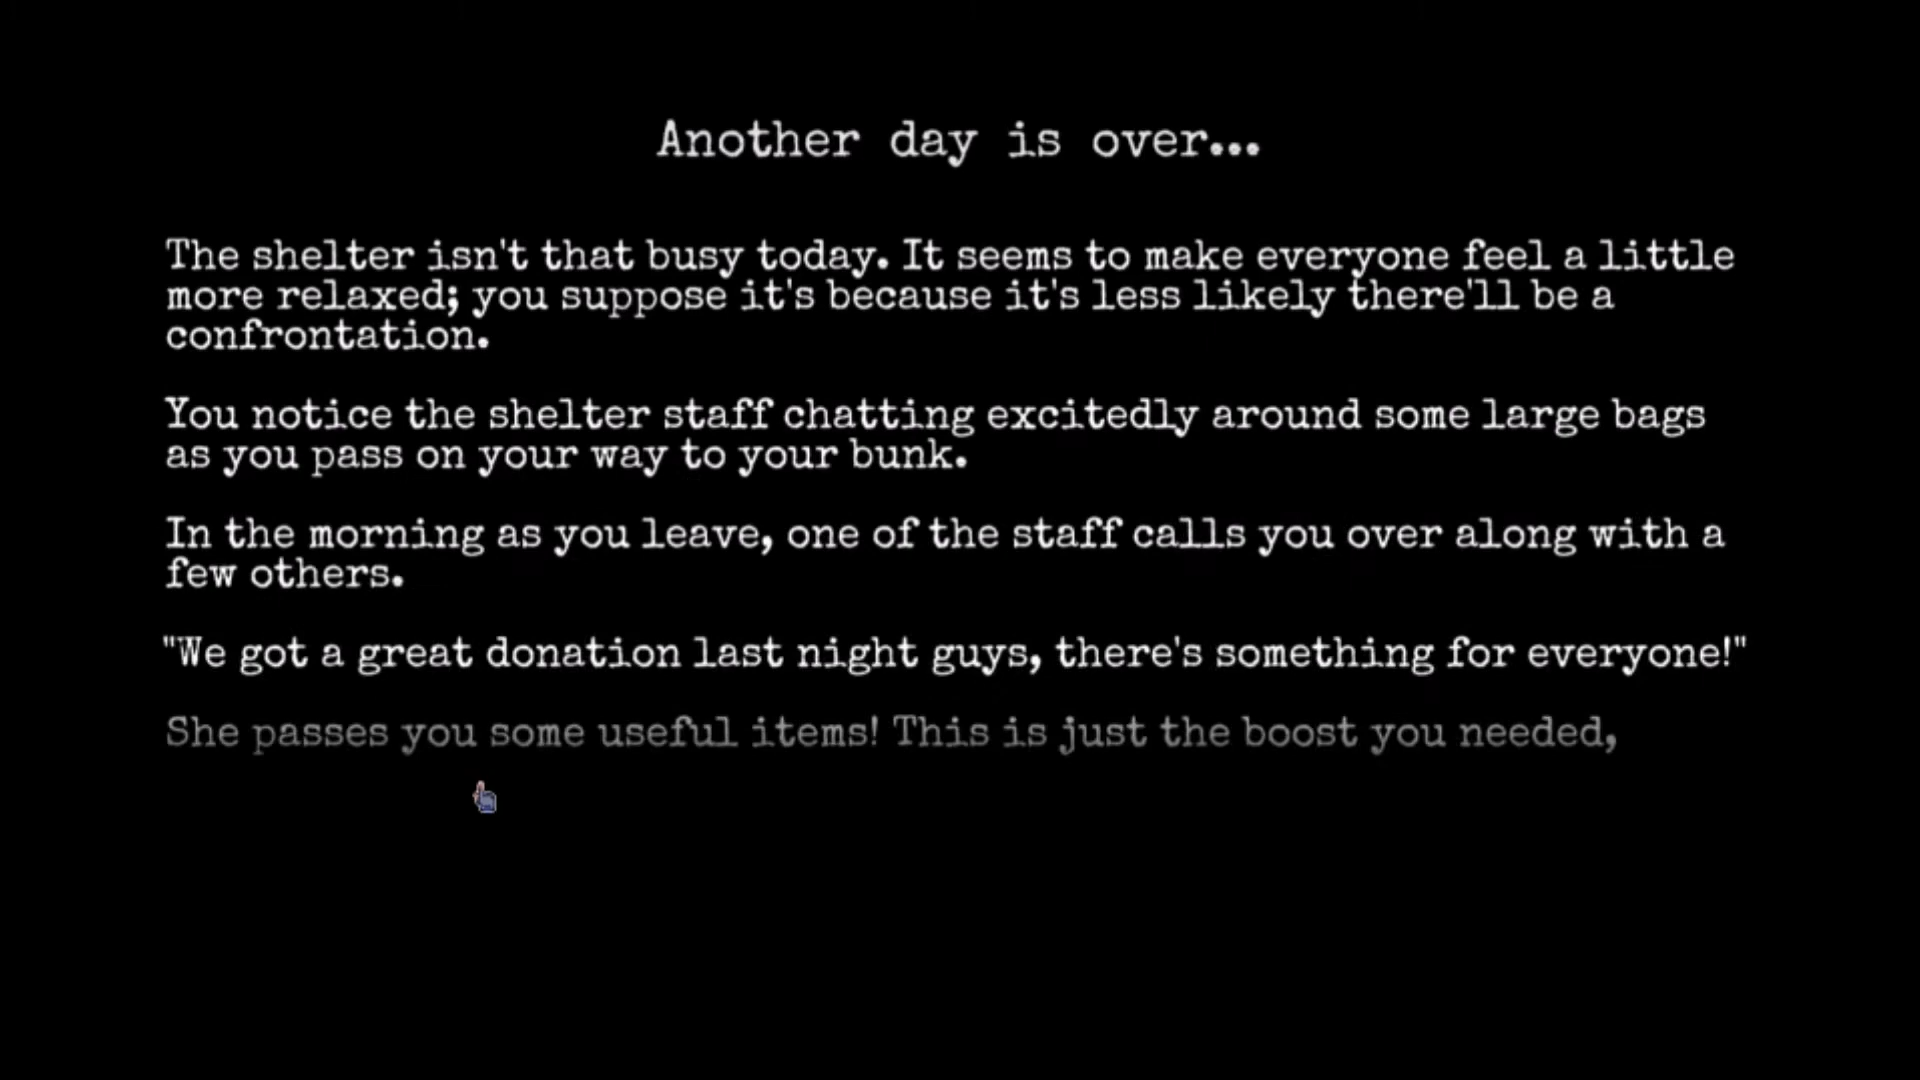 Another day is over...
The shelter isn't that busy today. It seems to make everyone feel a little
more relaxed; you suppose it's because it's less likely there'll be a
confrontation.
You notice the shelter staff chatting excitedly around some large bags
as you pass on your way to your bunk.
In the morning as you leave, one of the staff calls you over along with a
few others.
"We got a great donation last night guys, there's something for everyone!"
She passes you some useful items! This is just the boost you needed,